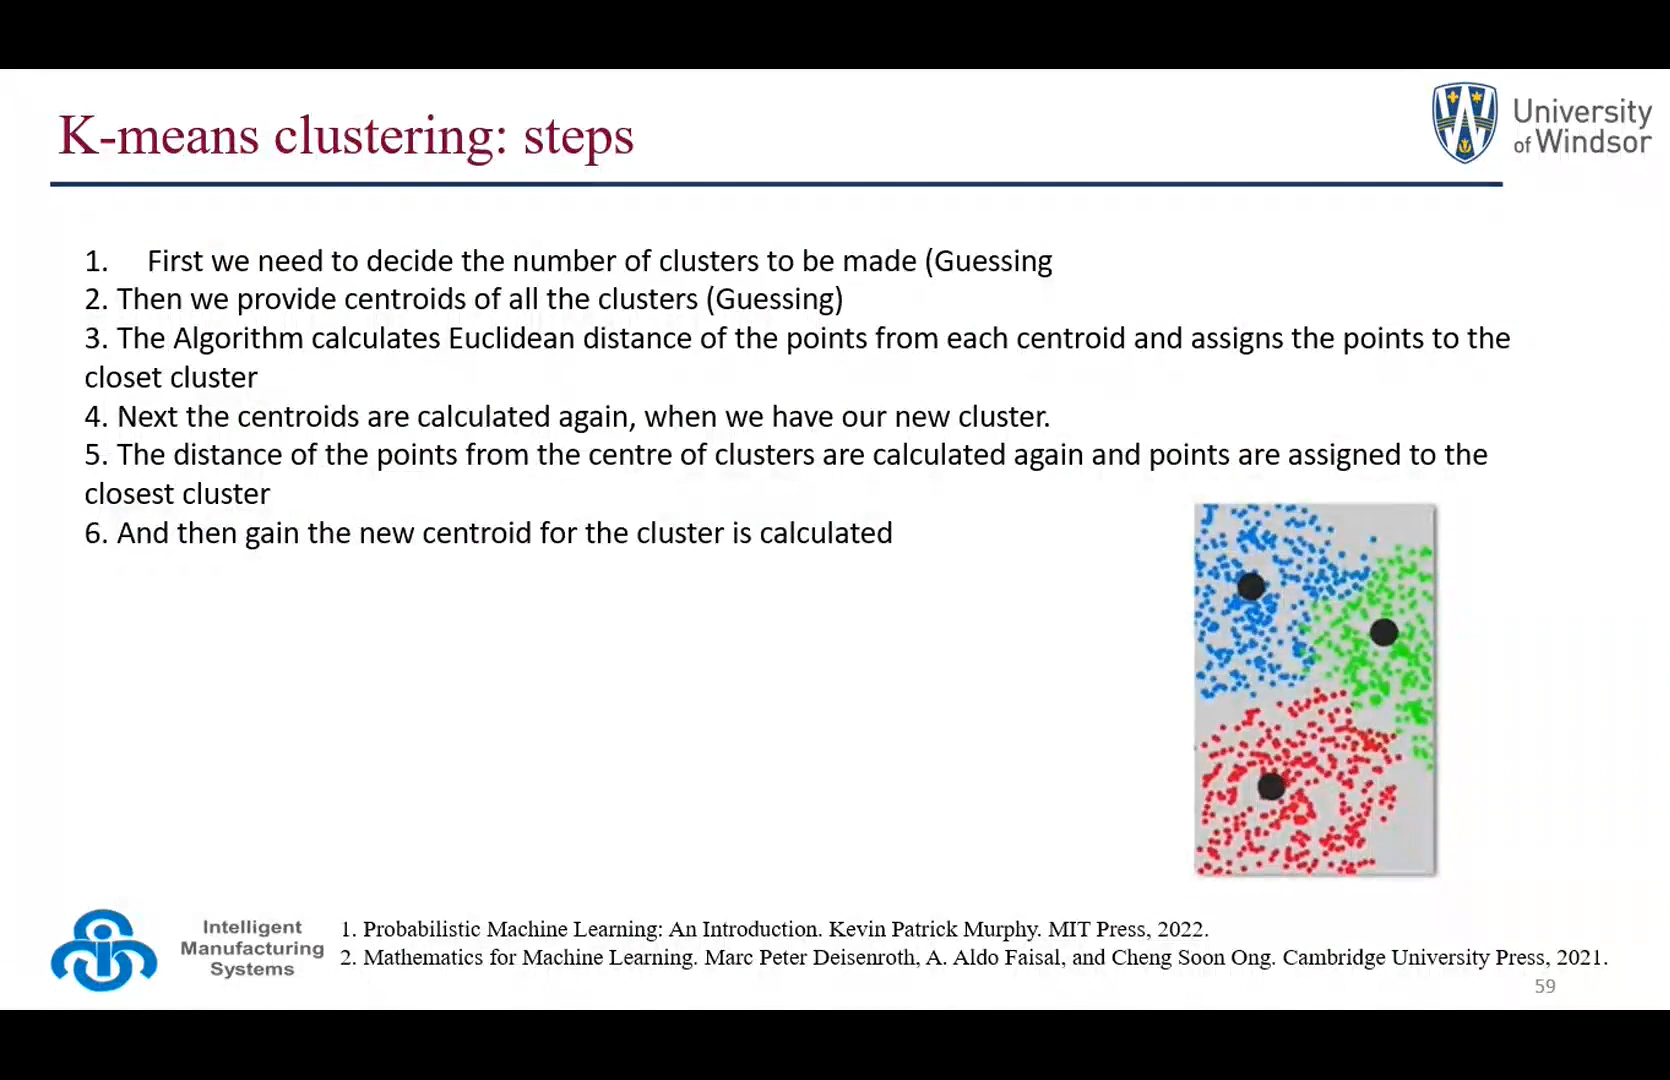 K-means clustering: steps
University
of Windsor
1. First we need to decide the number of clusters to be made (Guessing
2. Then we provide centroids of all the clusters (Guessing)
3. The Algorithm calculates Euclidean distance of the points from each centroid and assigns the points to the
closet cluster
4. Next the centroids are calculated again, when we have our new cluster.
5. The distance of the points from the centre of clusters are calculated again and points are assigned to the
closest cluster
6. And then gain the new centroid for the cluster is calculated
Intelligent
Manufacturing
Systems
1. Probabilistic Machine Learning: An Introduction. Kevin Patrick Murphy. MIT Press, 2022.
2. Mathematics for Machine Learning. Marc Peter Deisenroth, A. Aldo Faisal, and Cheng Soon Ong. Cambridge University Press, 2021.
59